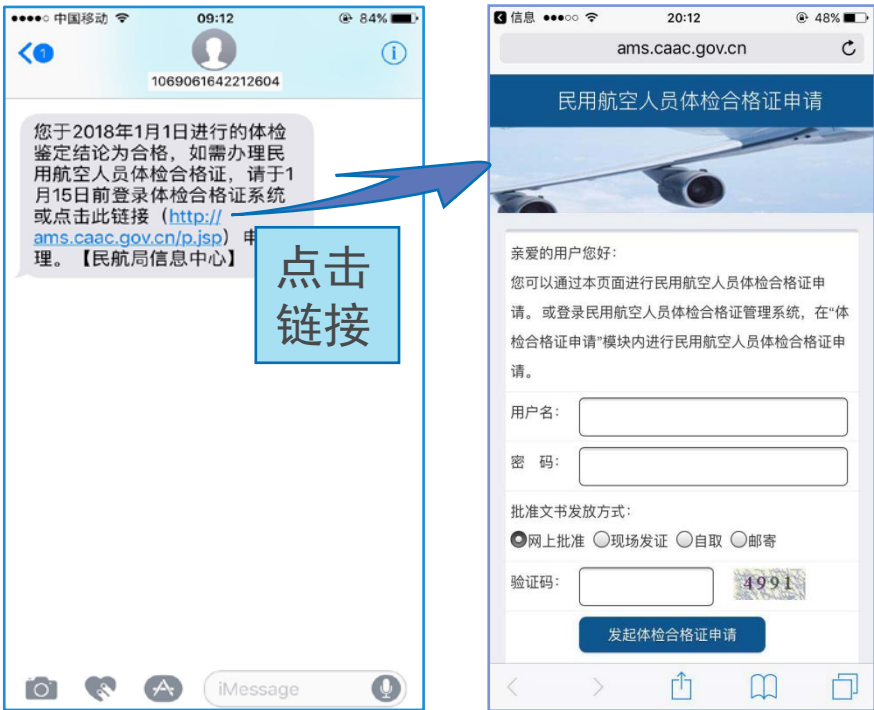 中国移动 09:12 84%
1
1069061642212604
您于2018年1月1日进行的体检
鉴定结论为合格，如需办理民
用航空人员体检合格证，请于1
月15日前登录体检合格证系统
或点击此链接（http://
ams.caac.gov.cn/p.jsp）申
理。【民航局信息中心】
点击
链接
iMessage
信息 20:12 48%
ams.caac.gov.cn
民用航空人员体检合格证申请
亲爱的用户您好：
您可以通过本页面进行民用航空人员体检合格证申
请。或登录民用航空人员体检合格证管理系统，在“体
检合格证申请”模块内进行民用航空人员体检合格证申
请。
用户名：
密 码：
批准文书发放方式：
网上批准 现场发证 自取 邮寄
验证码： 4991
发起体检合格证申请